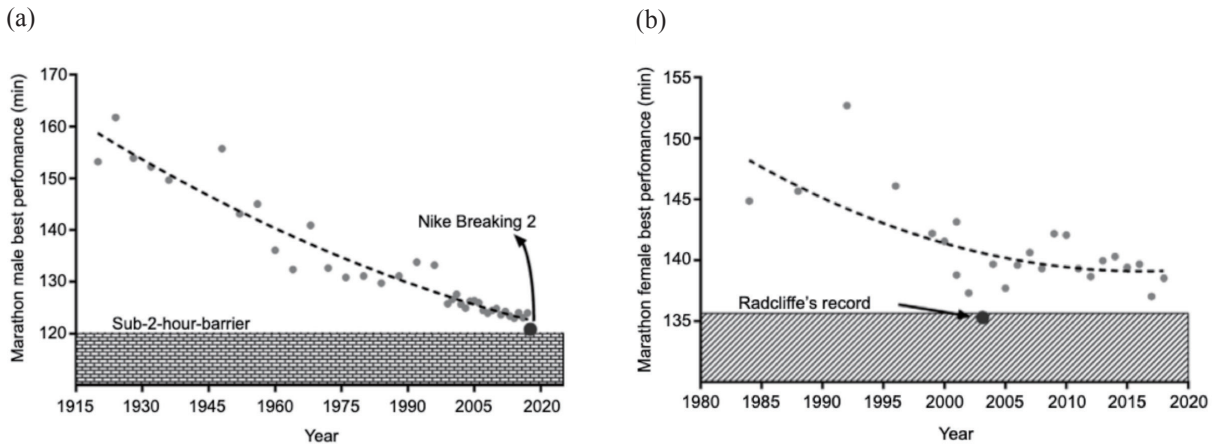 (a)
Marathon male best perfomance (min)
170
160
150
140
130
120
Nike Breaking 2
Sub-2-hour-barrier
1915 1930 1945 1960 1975 1990 2005 2020
Year
(b)
Marathon female best perfomance (min)
155
150
145
140
135
Radcliffe's record
1980 1985 1990 1995 2000 2005 2010 2015 2020
Year